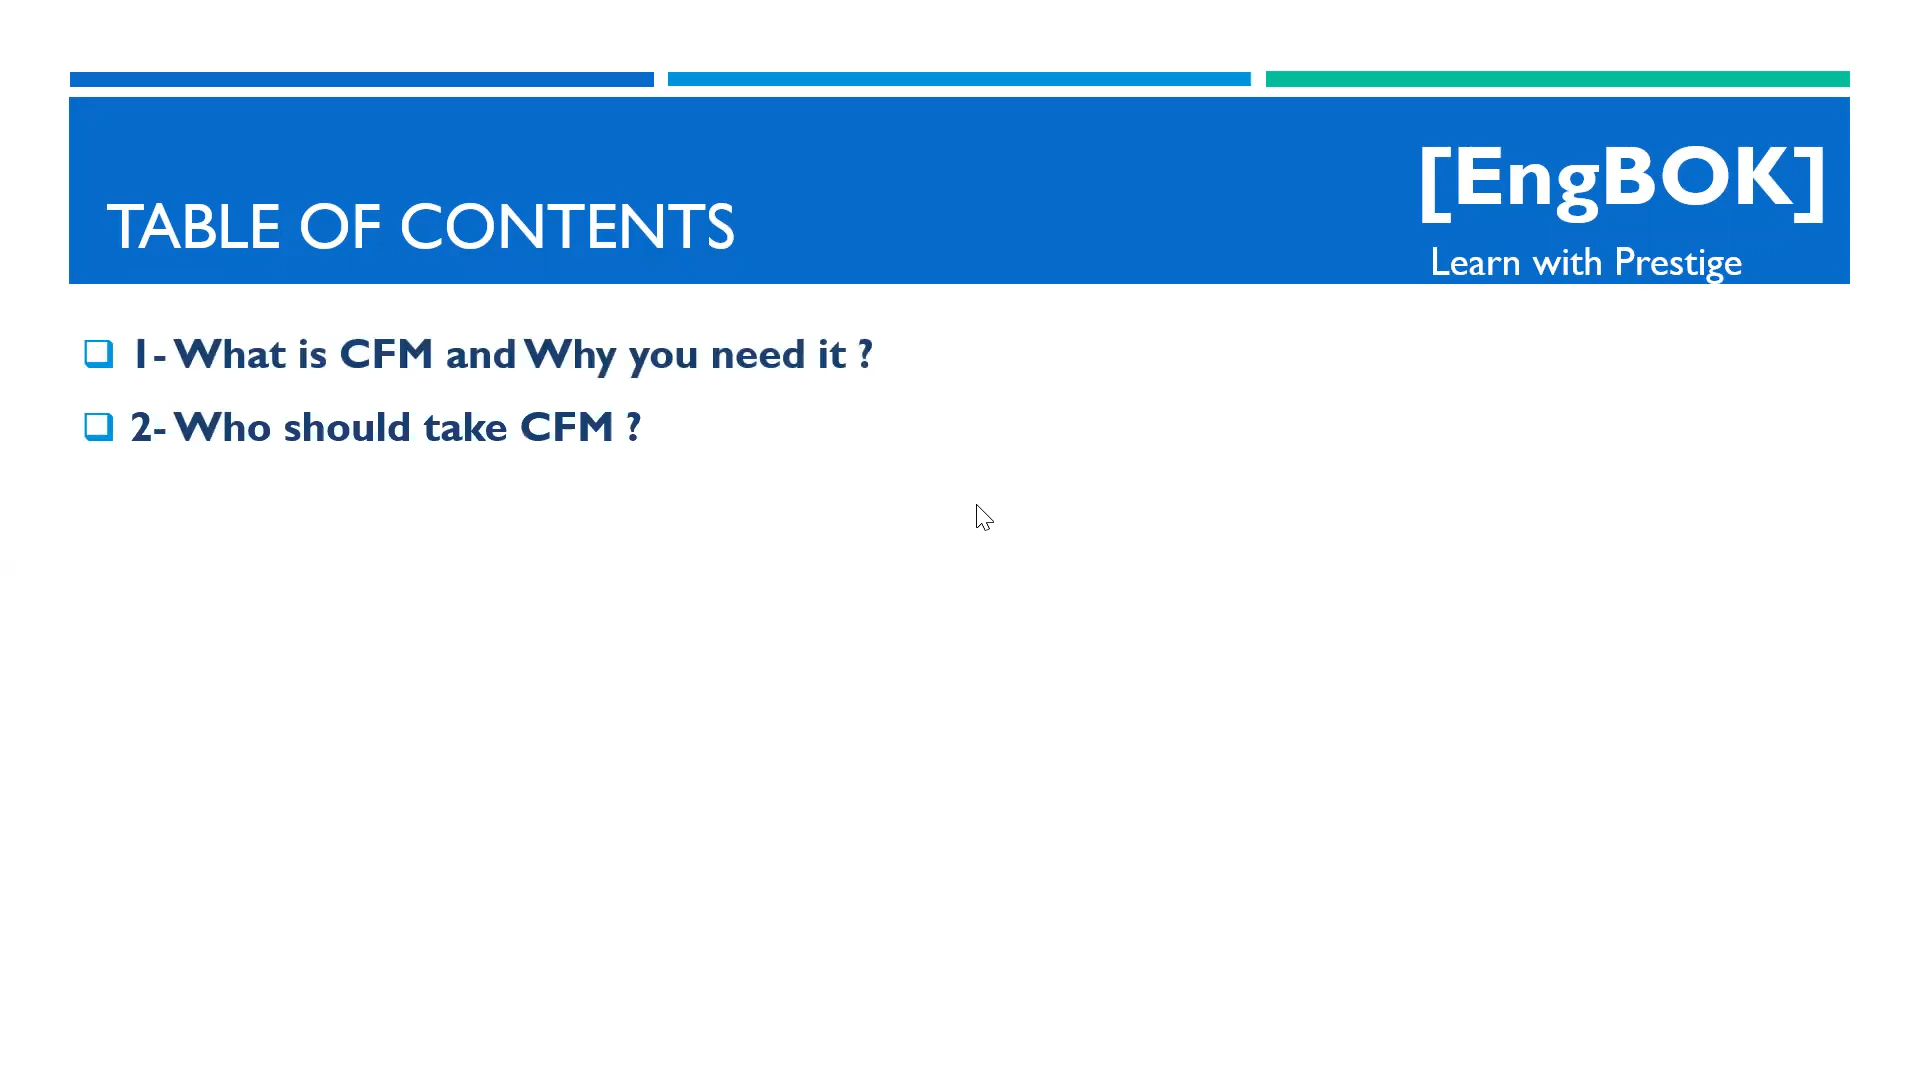 [EngBOK]
TABLE OF CONTENTS
Learn with Prestige
1- What is CFM and Why you need it ?
2- Who should take CFM ?